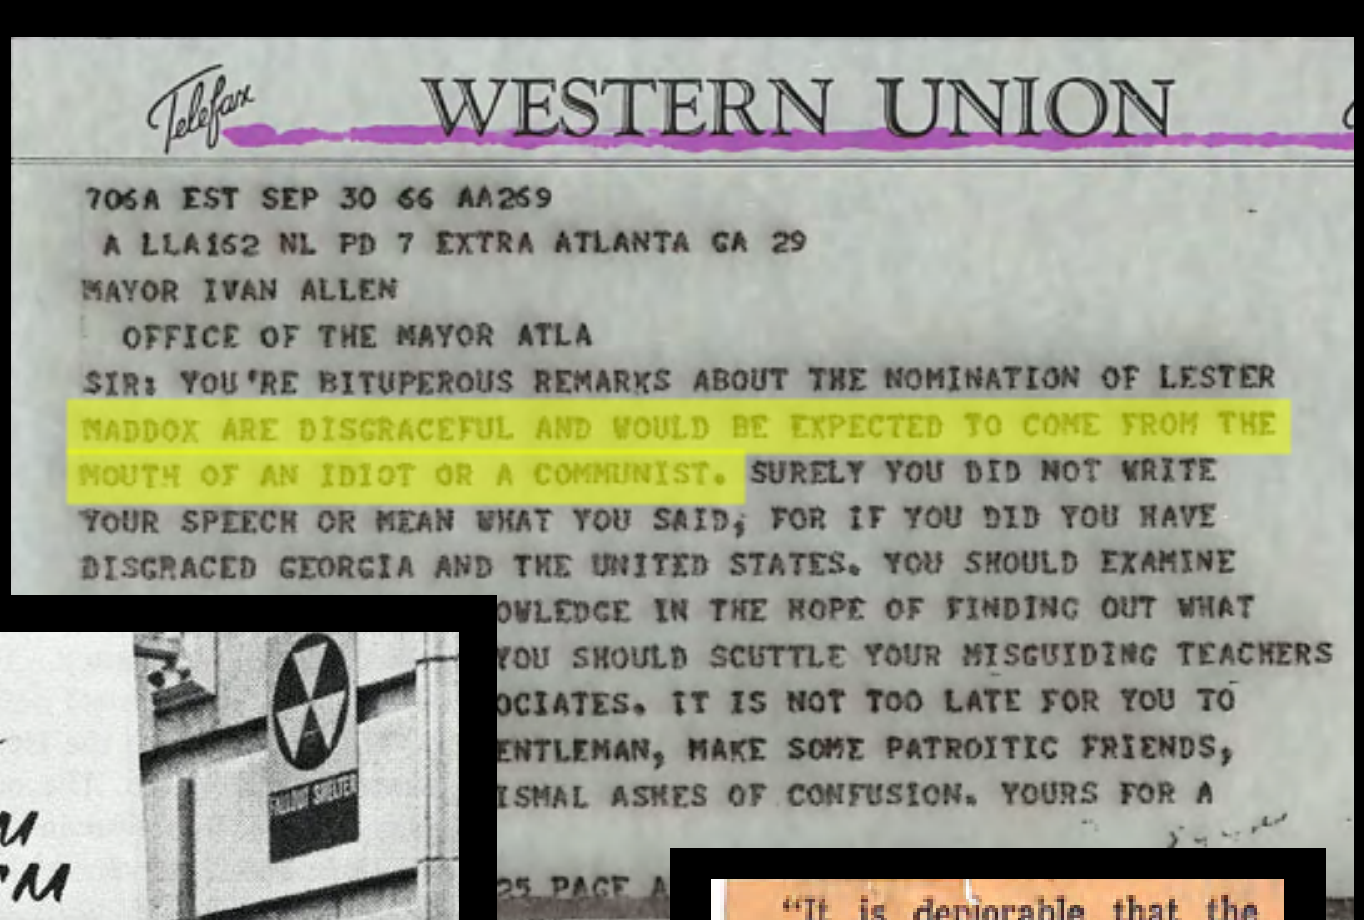 Telefax
WESTERN UNION
706A EST SEP 30 66 AA269
A LLA162 NL PD 7 EXTRA ATLANTA GA 29
MAYOR IVAN ALLEN
OFFICE OF THE MAYOR ATLA
SIR: YOU'RE BITUPEROUS REMARKS ABOUT THE NOMINATION OF LESTER
MADDOX ARE DISGRACEFUL AND WOULD BE EXPECTED TO COME FROM THE
MOUTH OF AN IDIOT OR A COMMUNIST. SURELY YOU DID NOT WRITE
YOUR SPEECH OR MEAN WHAT YOU SAID, FOR IF YOU DID YOU HAVE
DISGRACED GEORGIA AND THE UNITED STATES. YOU SHOULD EXAMINE
OWLEDGE IN THE HOPE OF FINDING OUT WHAT
YOU SHOULD SCUTTLE YOUR MISGUIDING TEACHERS
OCIATES. IT IS NOT TOO LATE FOR YOU TO
ENTLEMAN, MAKE SOME PATROITIC FRIENDS,
ISMAL ASHES OF CONFUSION. YOURS FOR A
25 PAGE A
FALLOUT SHELTER
"It is deplorable that the